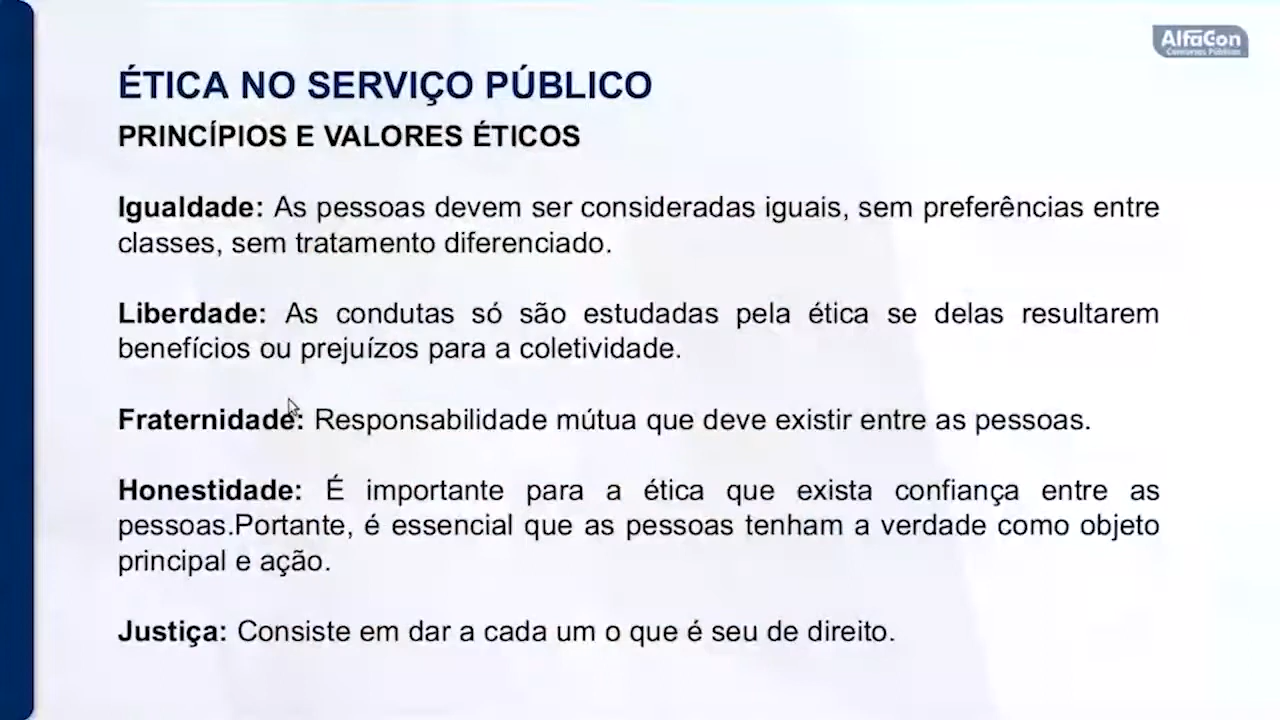 AlfaCon
Concursos Públicos
ÉTICA NO SERVIÇO PÚBLICO
PRINCÍPIOS E VALORES ÉTICOS
Igualdade: As pessoas devem ser consideradas iguais, sem preferências entre
classes, sem tratamento diferenciado.
Liberdade: As condutas só são estudadas pela ética se delas resultarem
benefícios ou prejuízos para a coletividade.
Fraternidade: Responsabilidade mútua que deve existir entre as pessoas.
Honestidade: É importante para a ética que exista confiança entre as
pessoas.Portante, é essencial que as pessoas tenham a verdade como objeto
principal e ação.
Justiça: Consiste em dar a cada um o que é seu de direito.